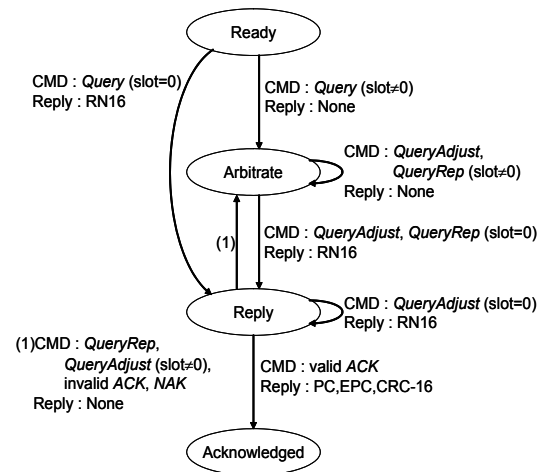 Ready
CMD : Query (slot=0)
Reply : RN16
CMD : Query (slot≠0)
Reply : None
Arbitrate
CMD : QueryAdjust,
QueryRep (slot≠0)
Reply : None
(1)
CMD : QueryAdjust, QueryRep (slot=0)
Reply : RN16
Reply
CMD : QueryAdjust (slot=0)
Reply : RN16
(1)CMD : QueryRep,
QueryAdjust (slot≠0),
invalid ACK, NAK
Reply : None
CMD : valid ACK
Reply : PC,EPC,CRC-16
Acknowledged